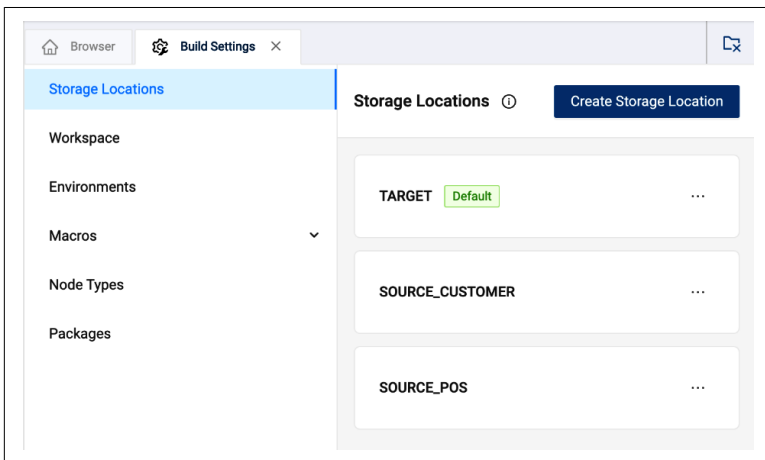 Browser
Build Settings
Storage Locations
Workspace
Environments
Macros
Node Types
Packages
Storage Locations
Create Storage Location
TARGET Default
SOURCE_CUSTOMER
SOURCE_POS